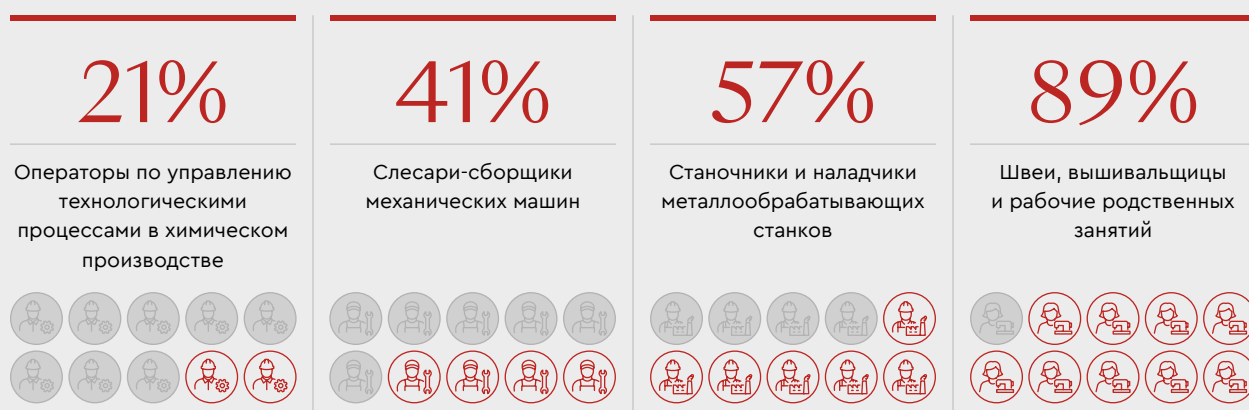 21%
Операторы по управлению
технологическими
процессами в химическом
производстве
41%
Слесари-сборщики
механических машин
57%
Станочники и наладчики
металлообрабатывающих
станков
89%
Швеи, вышивальщицы
и рабочие родственных
занятий